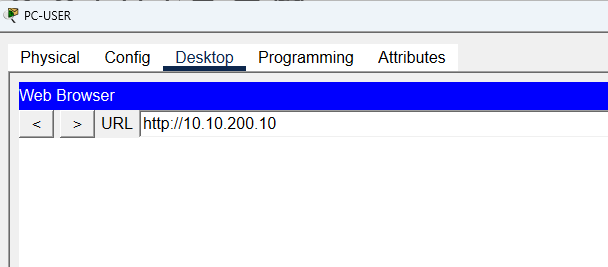 PC-USER
Physical Config Desktop Programming Attributes
Web Browser
< > URL http://10.10.200.10